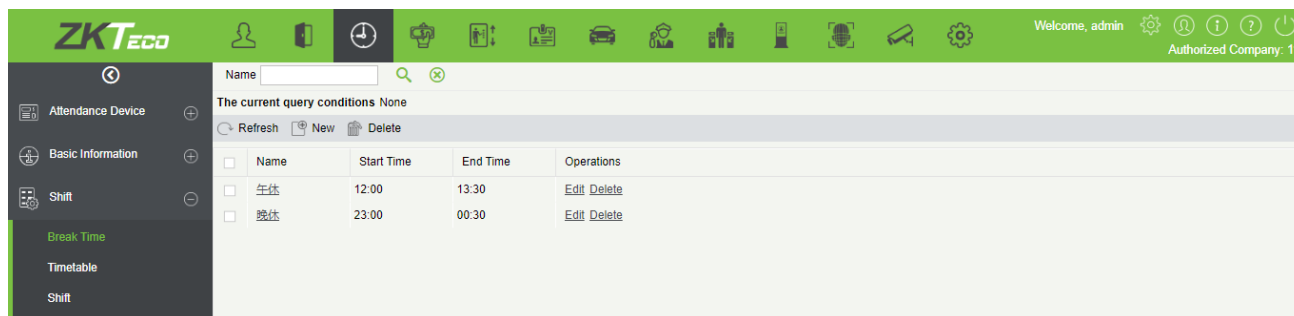 ZKTeco
Welcome, admin
Authorized Company: 1
Name
Attendance Device
The current query conditions None
Refresh New Delete
Basic Information
Name Start Time End Time Operations
Shift
午休 12:00 13:30 Edit Delete
晚休 23:00 00:30 Edit Delete
Break Time
Timetable
Shift